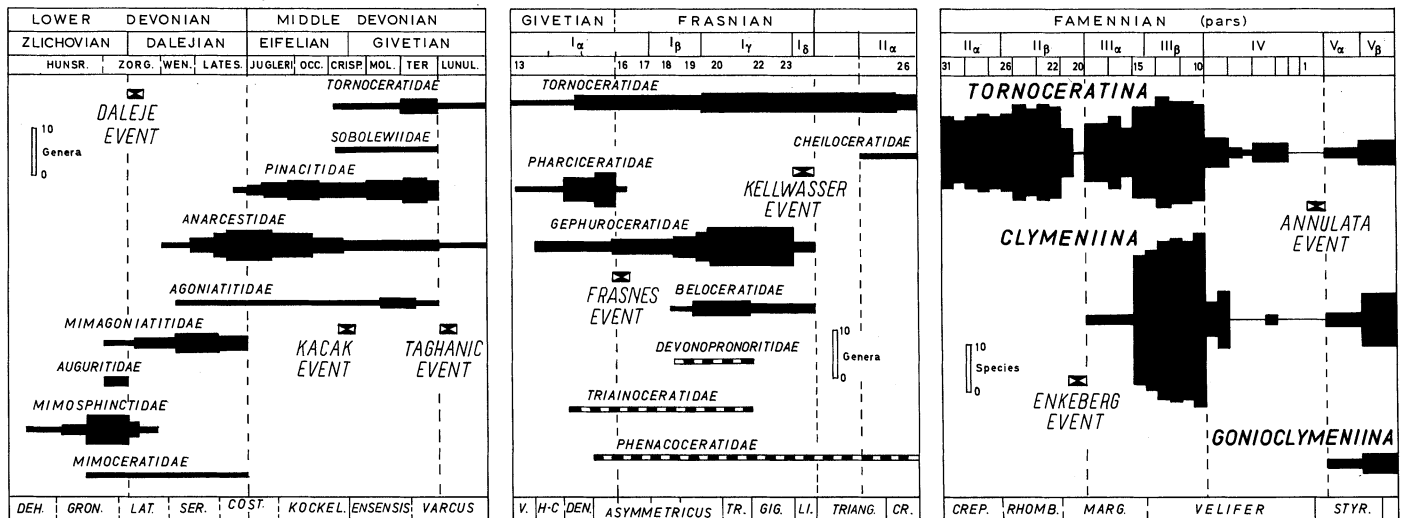 LOWER DEVONIAN MIDDLE DEVONIAN
ZLICHOVIAN DALEJIAN EIFELIAN GIVETIAN
HUNSR. ZORG. WEN. LATES. JUGLERI OCC. CRISP. MOL. TER LUNUL.
TORNOCERATIDAE
DALEJE
EVENT
10
Genera
0
SOBOLEWIIDAE
PINACITIDAE
ANARCESTIDAE
AGONIATITIDAE
MIMAGONIATITIDAE
KACAK
EVENT
TAGHANIC
EVENT
AUGURITIDAE
MIMOSPHINCTIDAE
MIMOCERATIDAE
DEH. GRON. LAT. SER. COST. KOCKEL. ENSENSIS VARCUS
GIVETIAN FRASNIAN
Iα Iβ Iγ Iδ IIα
13 16 17 18 19 20 22 23 26
TORNOCERATIDAE
CHEILOCERATIDAE
PHARCICERATIDAE
KELLWASSER
EVENT
GEPHUROCERATIDAE
FRASNES
EVENT
BELOCERATIDAE
10
Genera
0
DEVONOPRONORITIDAE
TRIAINOCERATIDAE
PHENACOCERATIDAE
V. H-C DEN. ASYMMETRICUS TR. GIG. LI. TRIANG. CR.
FAMENNIAN (pars)
IIα IIβ IIIα IIIβ IV Vα Vβ
31 26 22 20 15 10 1
TORNOCERATINA
ANNULATA
EVENT
CLYMENIINA
10
Species
0
ENKEBERG
EVENT
GONIOCLYMENIINA
CREP. RHOMB. MARG. VELIFER STYR.